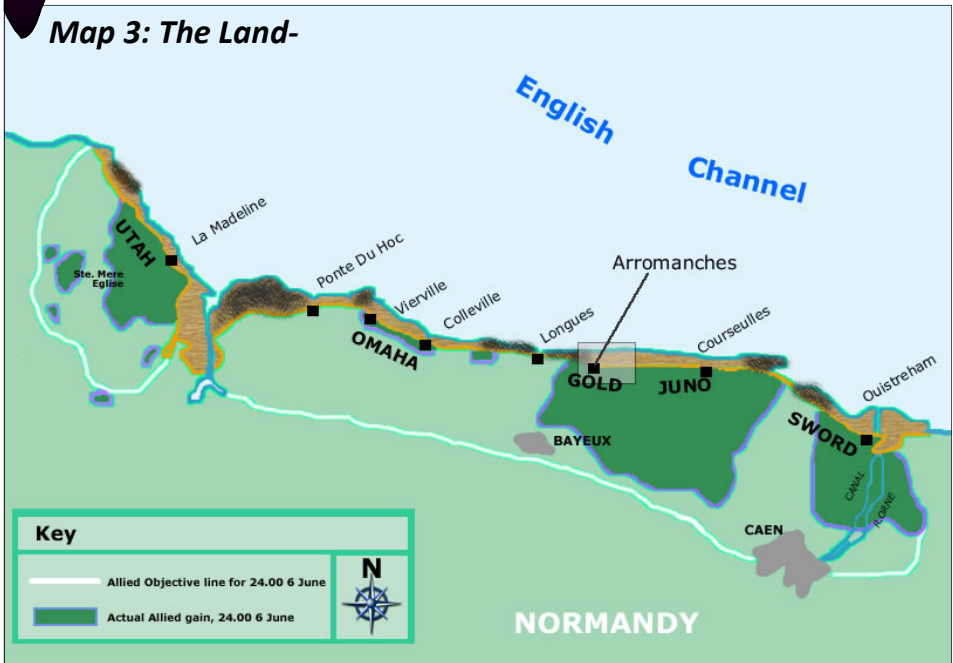 Map 3: The Land-
English
Channel
La Madeline
UTAH
Ste. Mere
Eglise
Ponte Du Hoc
Vierville
Colleville
OMAHA
Longues
Arromanches
GOLD
Courseulles
JUNO
Ouistreham
SWORD
BAYEUX
CANAL
R.ORNE
CAEN
NORMANDY
Key
Allied Objective line for 24.00 6 June
Actual Allied gain, 24.00 6 June
N